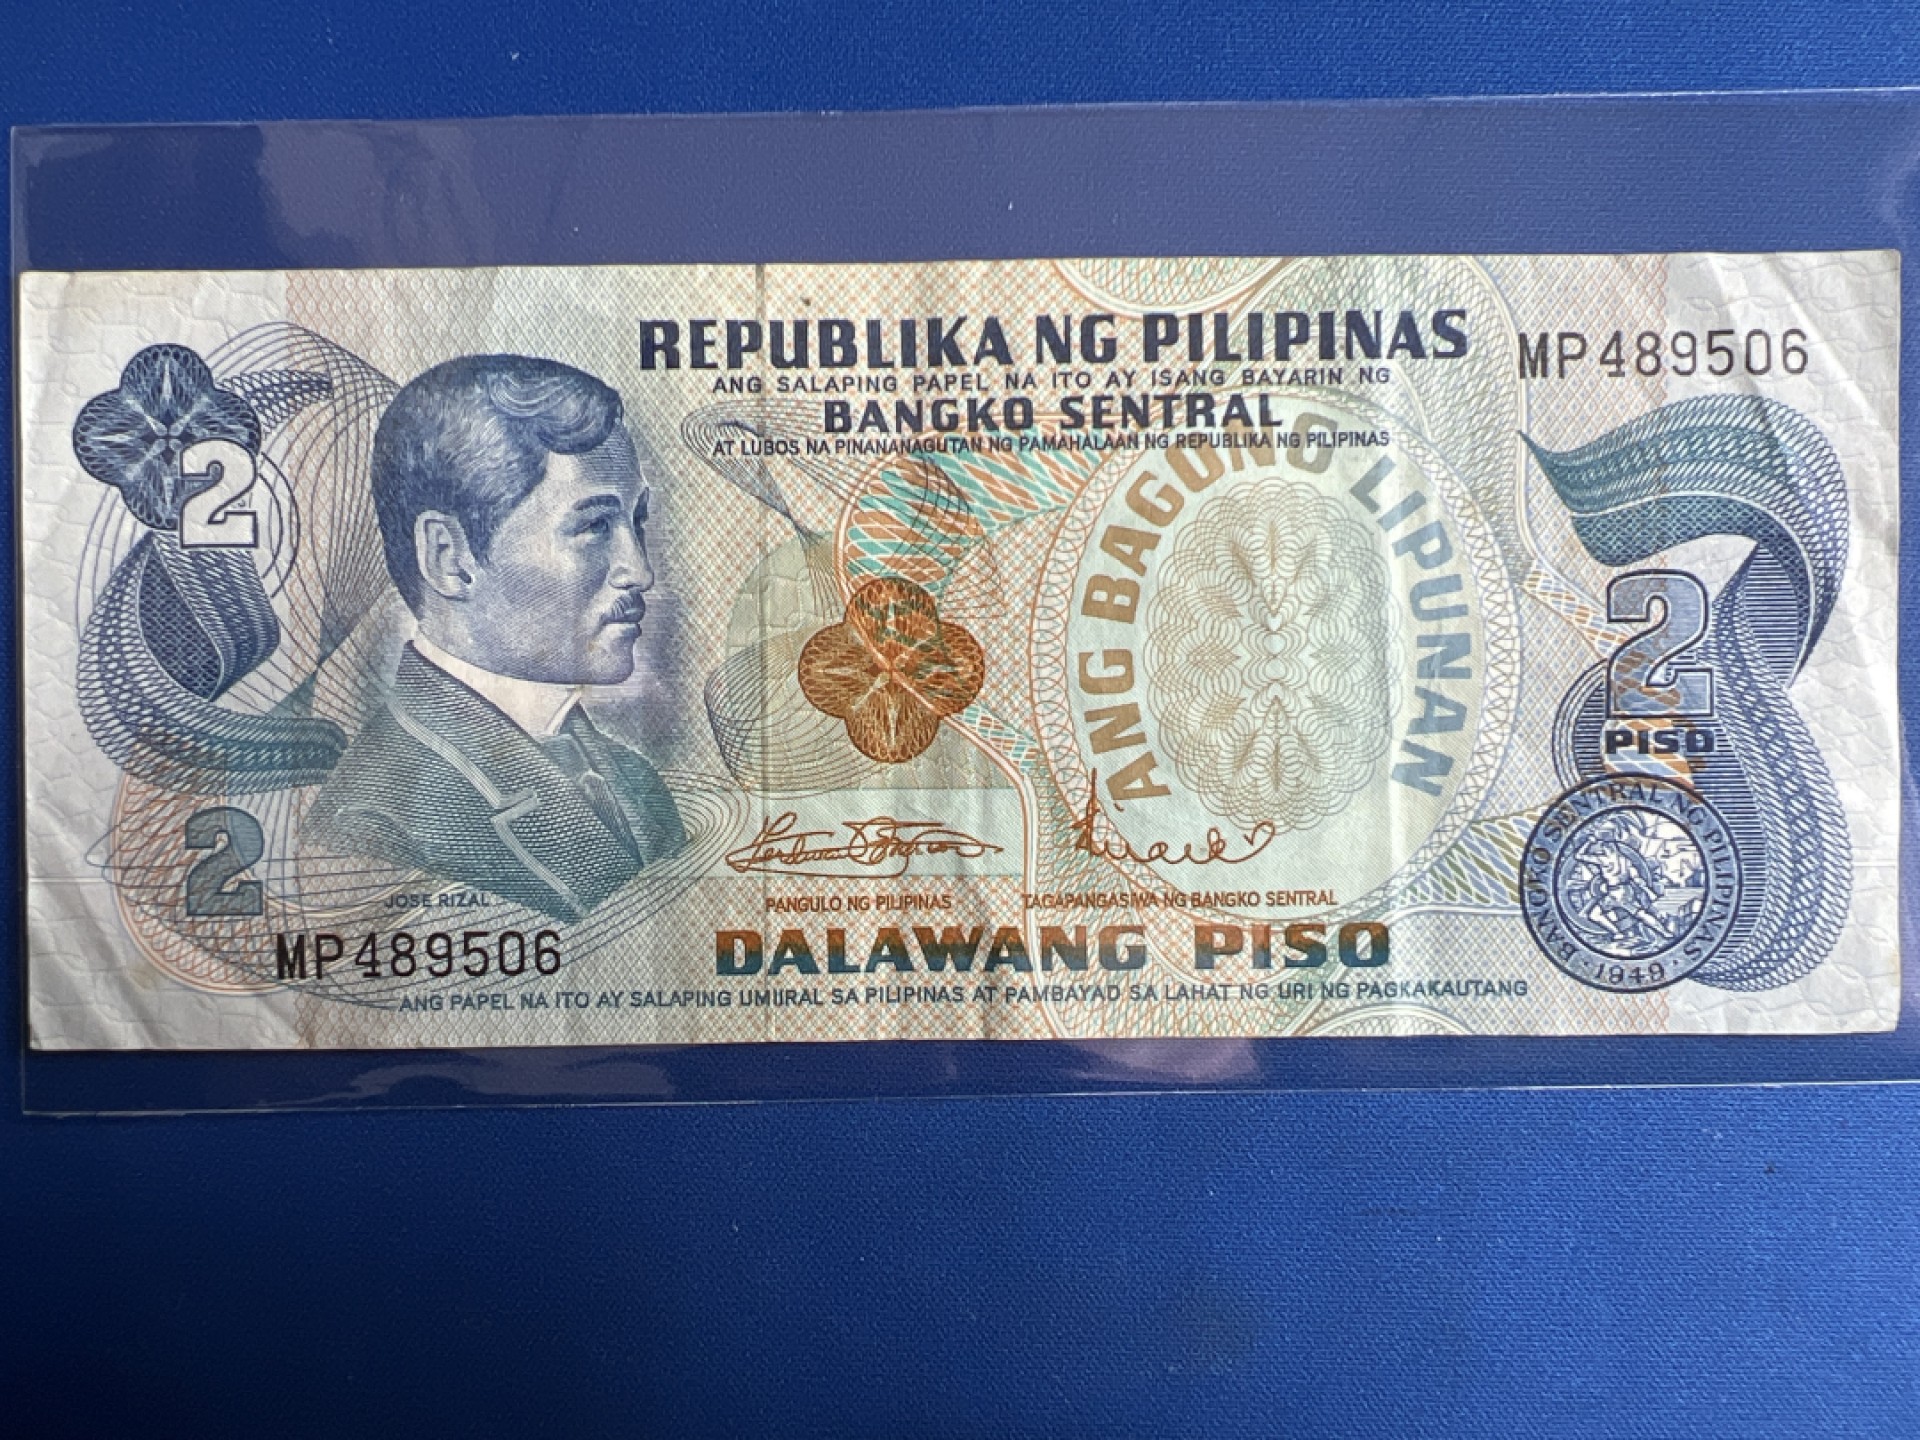 REPUBLIKA NG PILIPINAS
MP489506
ANG SALAPING PAPEL NA ITO AY ISANG BAYARIN NG
BANGKO SENTRAL
AT LUBOS NA PINANANAGUTAN NG PAMAHALAAN NG REPUBLIKA NG PILIPINAS
2
ANG BAGONG LIPUNAN
2
PISO
2
JOSE RIZAL
PANGULO NG PILIPINAS
TAGAPANGASIWA NG BANGKO SENTRAL
BANGKO SENTRAL NG PILIPINAS
1949
MP489506
DALAWANG PISO
ANG PAPEL NA ITO AY SALAPING UMIIRAL SA PILIPINAS AT PAMBAYAD SA LAHAT NG URI NG PAGKAKAUTANG